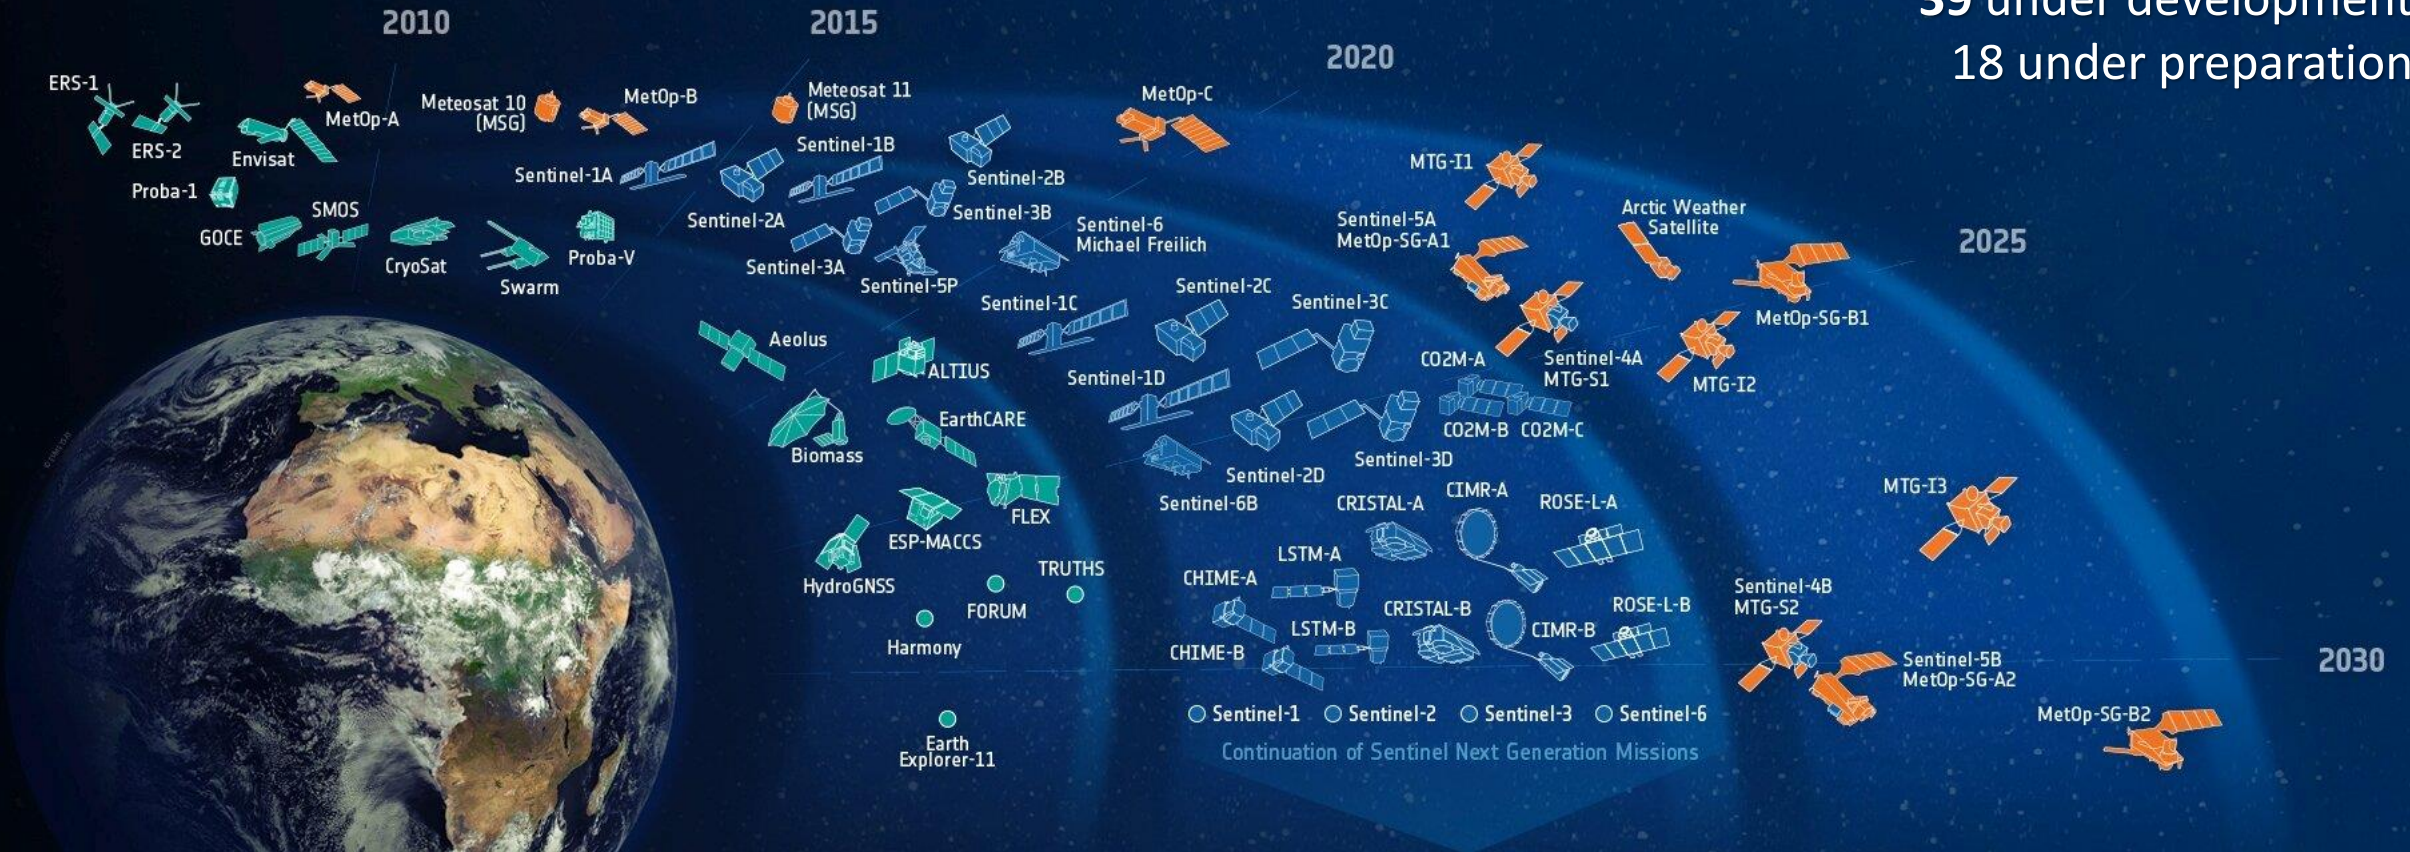 2010
2015
2020
2025
2030
under development
18 under preparation
ERS-1
ERS-2
Envisat
MetOp-A
Proba-1
GOCE
SMOS
CryoSat
Swarm
Proba-V
Meteosat 10
(MSG)
MetOp-B
Meteosat 11
(MSG)
MetOp-C
Sentinel-1A
Sentinel-1B
Sentinel-2A
Sentinel-2B
Sentinel-3A
Sentinel-3B
Sentinel-5P
Sentinel-6
Michael Freilich
Sentinel-1C
Sentinel-2C
Sentinel-3C
Sentinel-1D
Sentinel-2D
Sentinel-3D
Sentinel-6B
MTG-I1
Sentinel-5A
MetOp-SG-A1
Arctic Weather
Satellite
MetOp-SG-B1
Sentinel-4A
MTG-S1
MTG-I2
CO2M-A
CO2M-B
CO2M-C
Aeolus
ALTIUS
Biomass
EarthCARE
FLEX
ESP-MACCS
HydroGNSS
TRUTHS
FORUM
Harmony
Earth
Explorer-11
CRISTAL-A
CIMR-A
ROSE-L-A
LSTM-A
CHIME-A
CRISTAL-B
CIMR-B
ROSE-L-B
LSTM-B
CHIME-B
MTG-I3
Sentinel-4B
MTG-S2
Sentinel-5B
MetOp-SG-A2
MetOp-SG-B2
Sentinel-1
Sentinel-2
Sentinel-3
Sentinel-6
Continuation of Sentinel Next Generation Missions